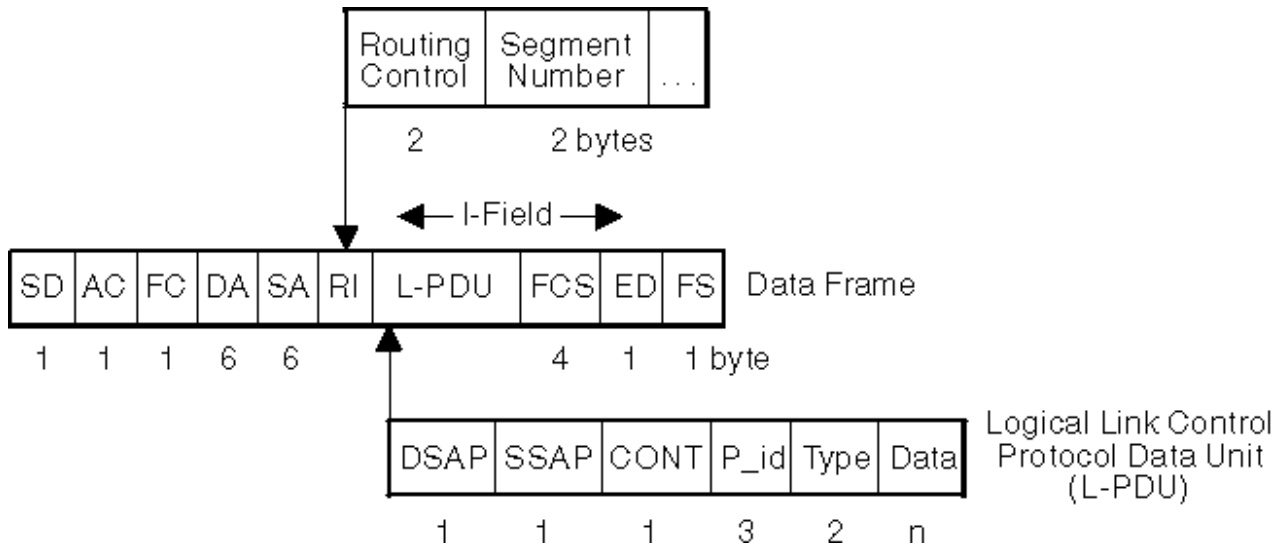 Routing Control Segment Number ...
2 2 bytes
I-Field
SD AC FC DA SA RI L-PDU FCS ED FS Data Frame
1 1 1 6 6 4 1 1 byte
DSAP SSAP CONT P_id Type Data
1 1 1 3 2 n
Logical Link Control
Protocol Data Unit
(L-PDU)